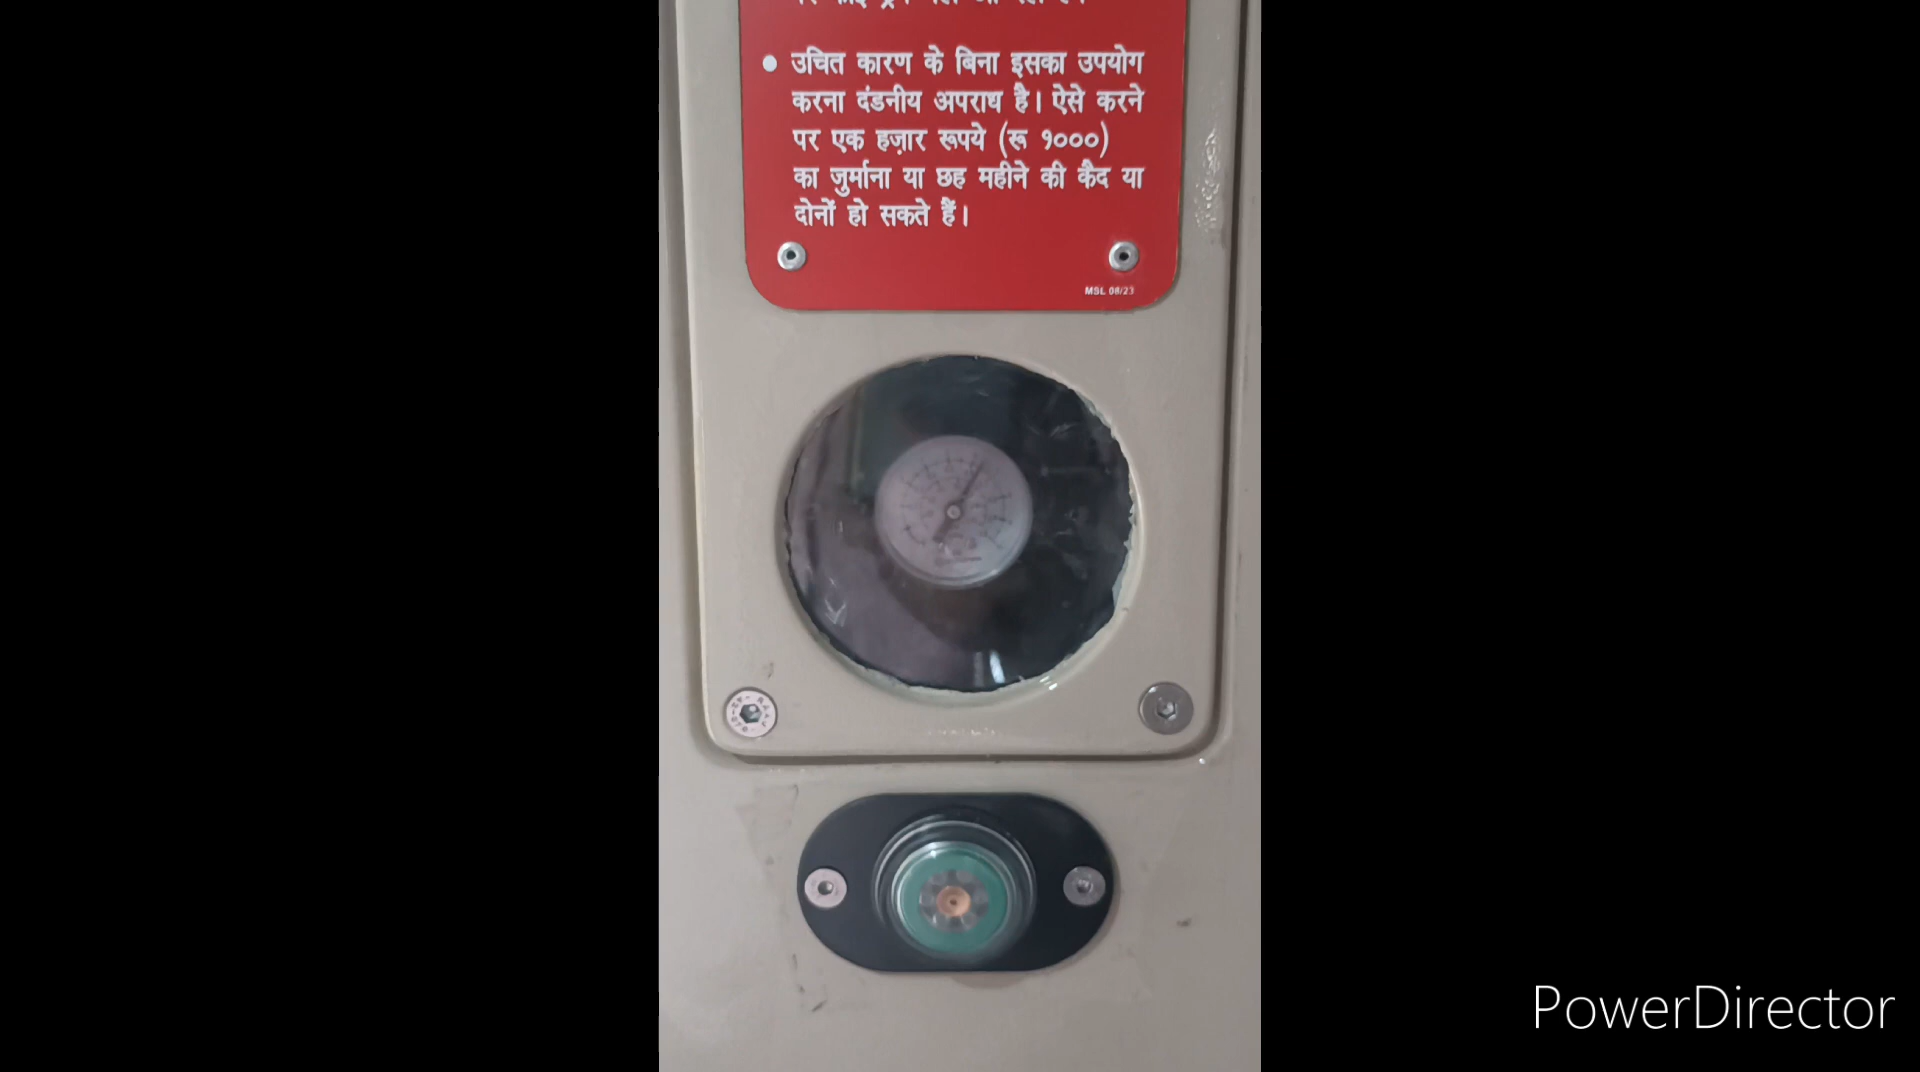 उचित कारण के बिना इसका उपयोग
करना दंडनीय अपराध है। ऐसे करने
पर एक हज़ार रूपये (रू १०००)
का जुर्माना या छह महीने की कैद या
दोनों हो सकते हैं।
MSL 08/23
PowerDirector